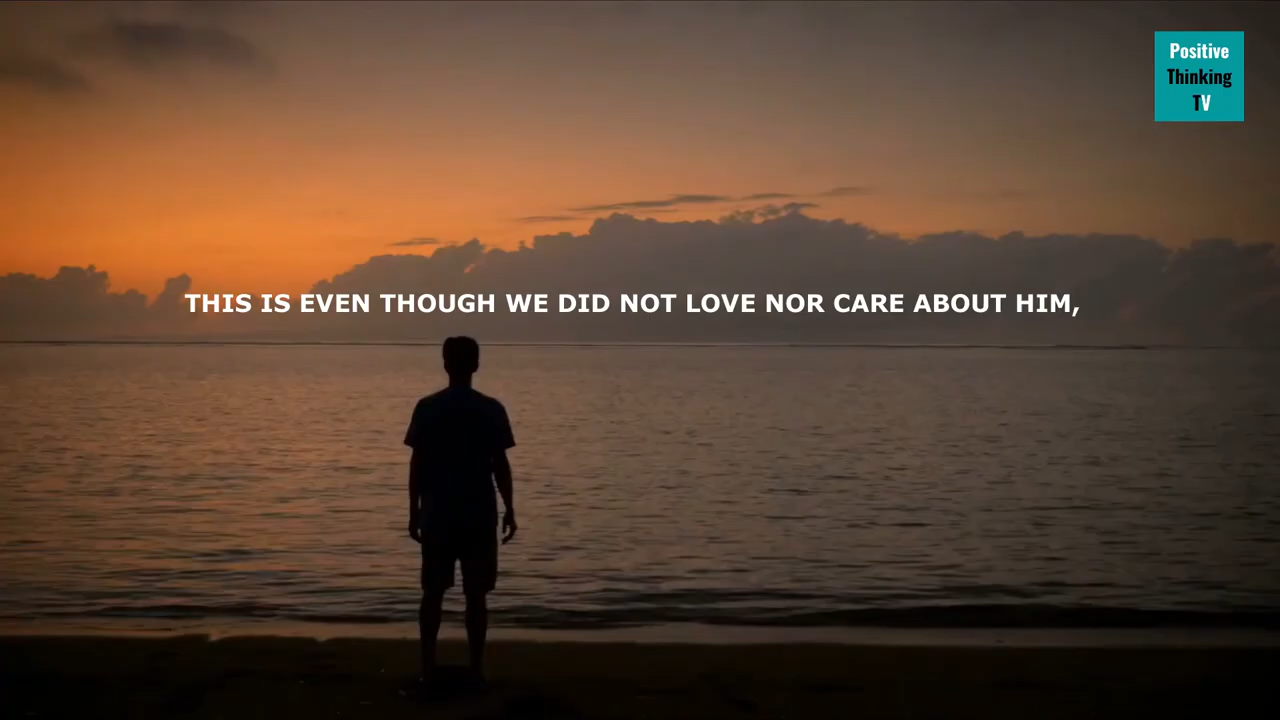 Positive
Thinking
TV
THIS IS EVEN THOUGH WE DID NOT LOVE NOR CARE ABOUT HIM,